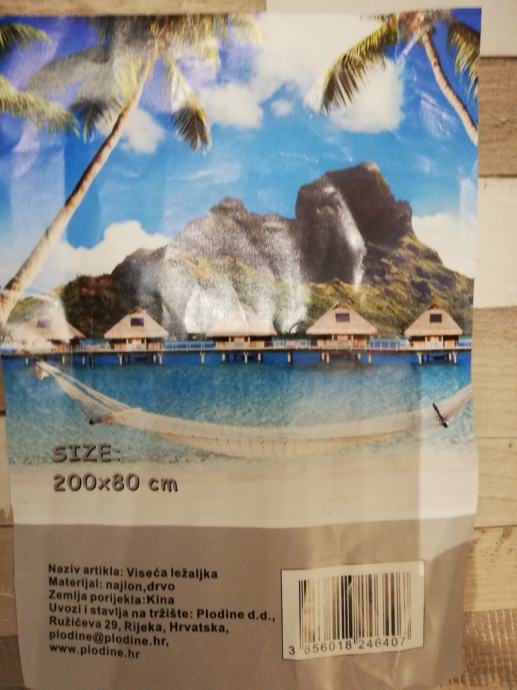 SIZE:
200x80 cm
Naziv artikla: Viseća ležaljka
Materijal: najlon,drvo
Zemlja porijekla:Kina
Uvozi i stavlja na tržište: Plodine d.d.,
Ružićeva 29, Rijeka, Hrvatska,
plodine@plodine.hr,
www.plodine.hr
3 856018 246407